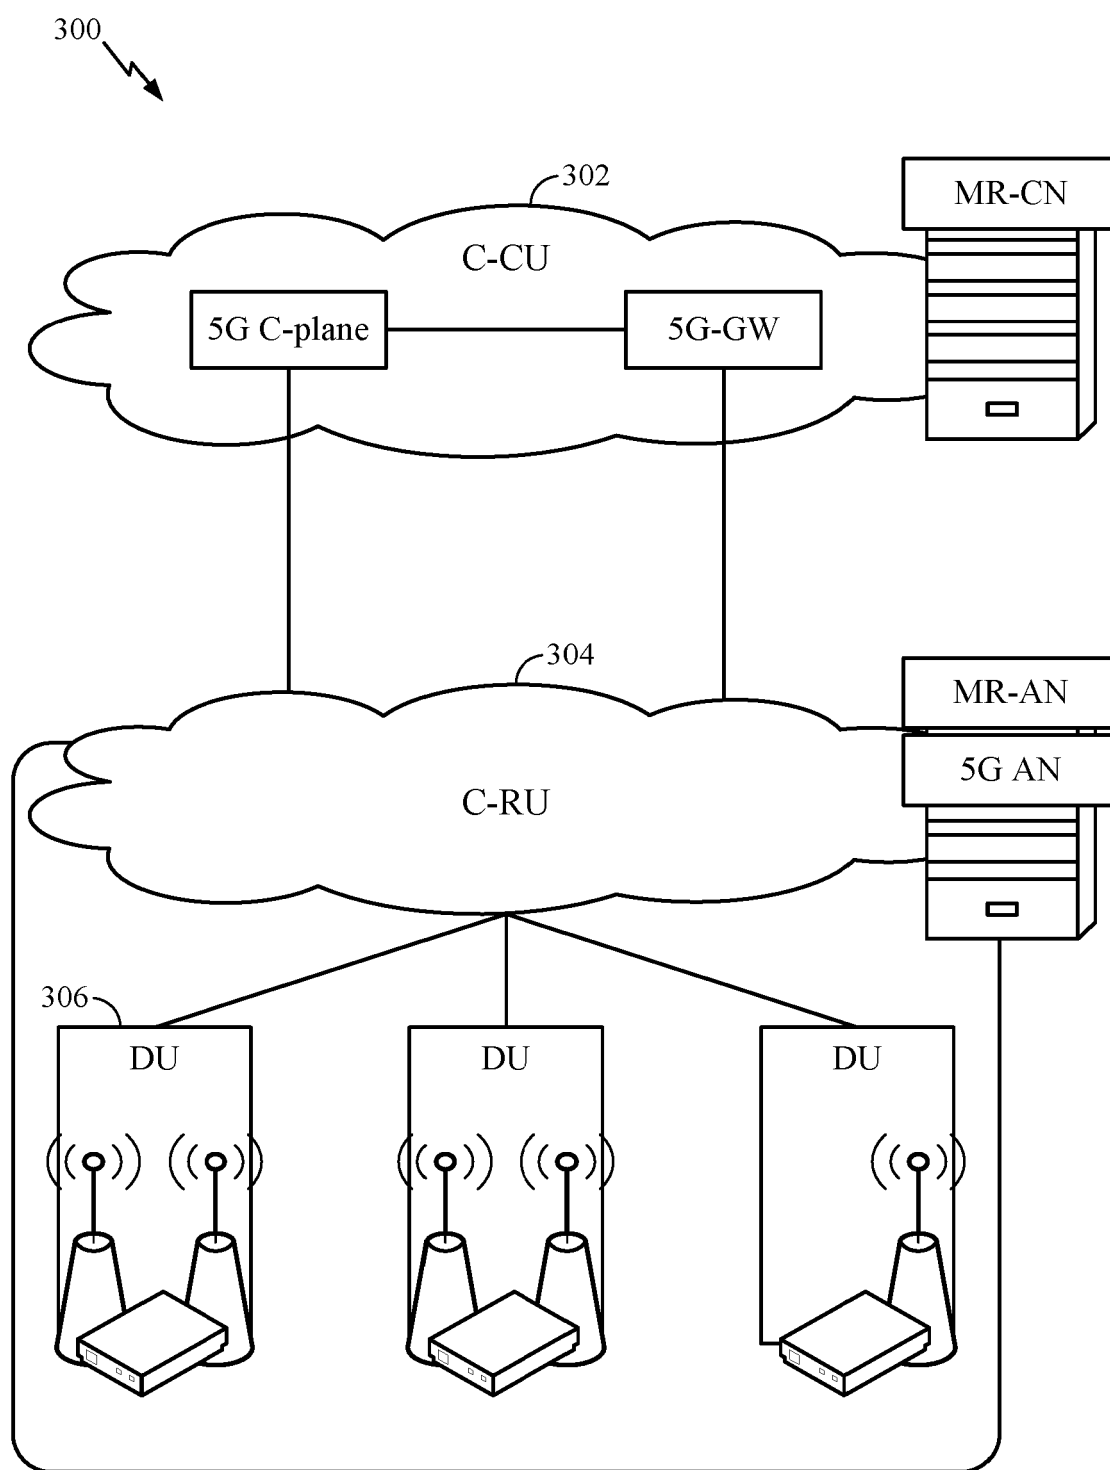 300
302
MR-CN
C-CU
5G C-plane
5G-GW
304
MR-AN
5G AN
C-RU
306
DU
DU
DU